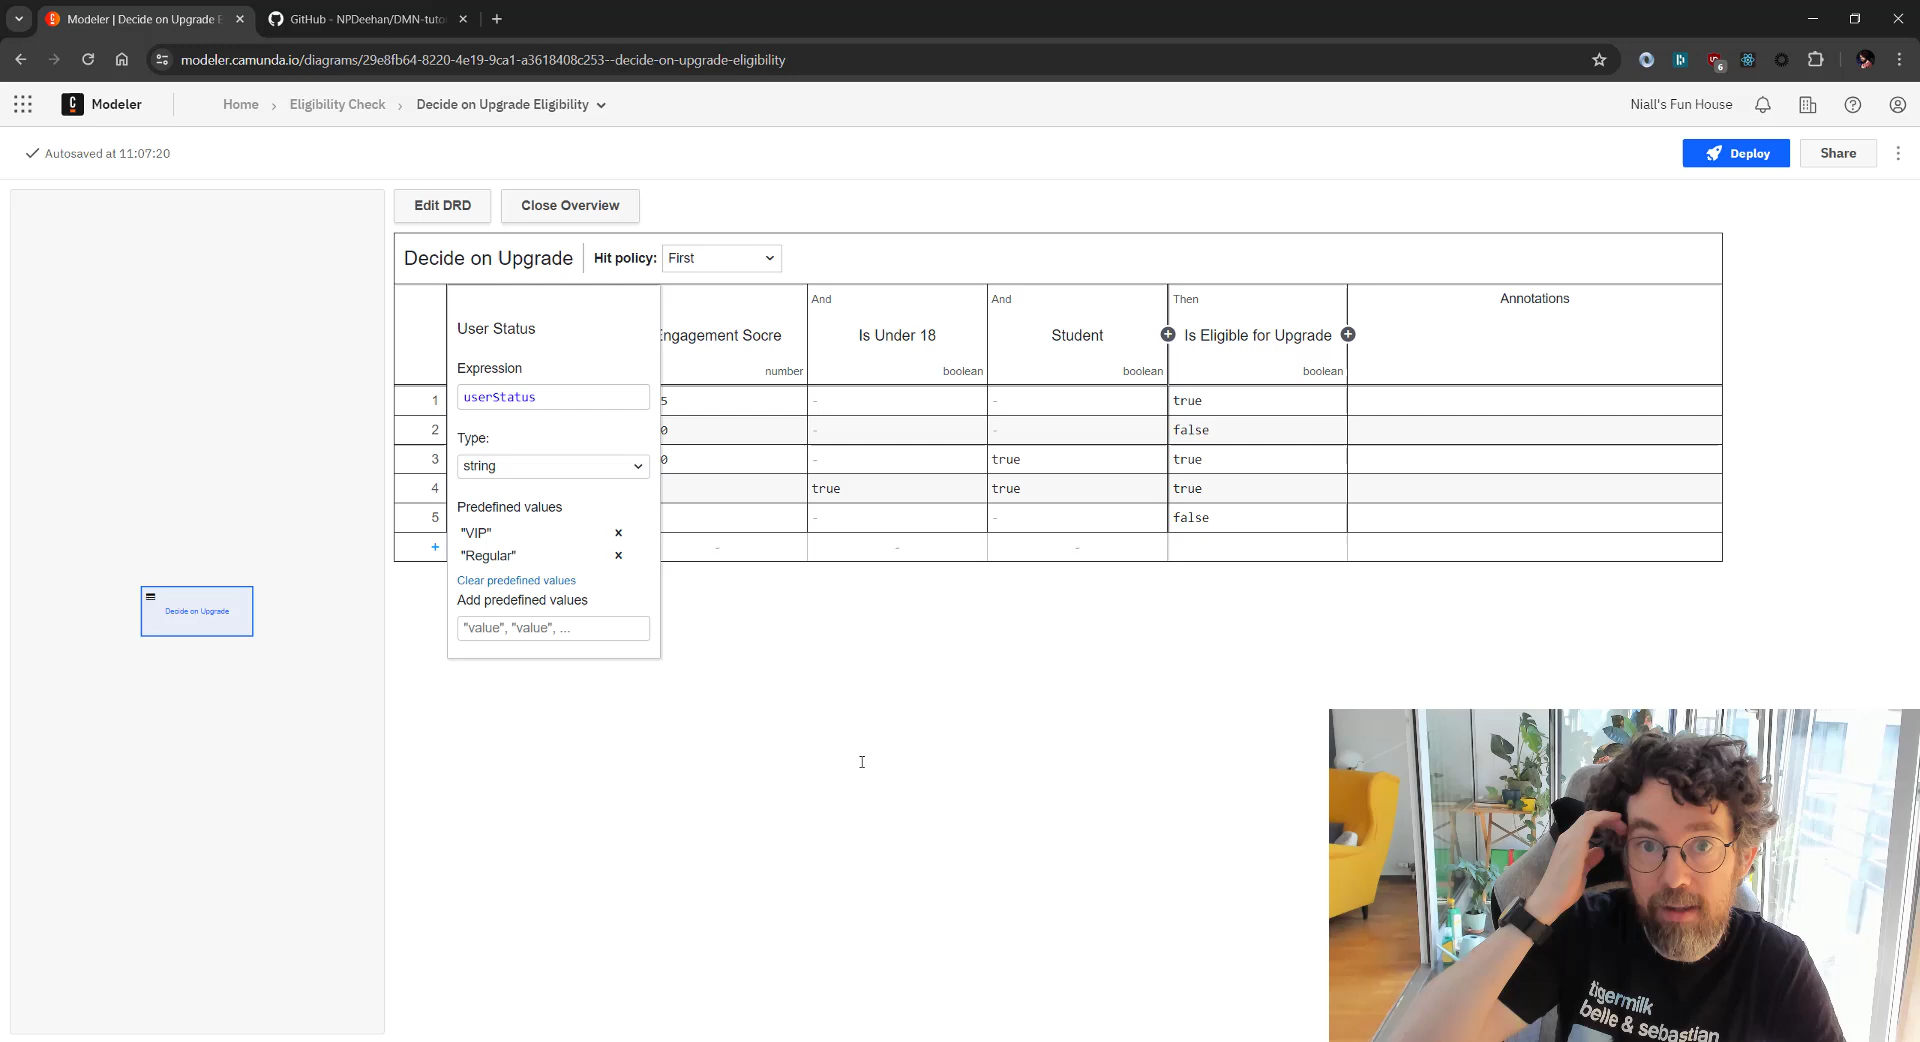 Modeler | Decide on Upgrade E
GitHub - NPDeehan/DMN-tuto
modeler.camunda.io/diagrams/29e8fb64-8220-4e19-9ca1-a3618408c253--decide-on-upgrade-eligibility
6
C Modeler
Home > Eligibility Check > Decide on Upgrade Eligibility
Niall's Fun House
Autosaved at 11:07:20
Deploy
Share
Edit DRD
Close Overview
Decide on Upgrade
Hit policy: First
User Status
Expression
userStatus
Type:
string
Predefined values
"VIP" x
"Regular" x
Clear predefined values
Add predefined values
"value", "value", ...
And And Then Annotations
Engagement Socre Is Under 18 Student + Is Eligible for Upgrade +
number boolean boolean boolean
1 5 - - true
2 0 - - false
3 0 - true true
4 true true true
5 - - false
+ - - -
Decide on Upgrade
tigermilk
belle & sebastian